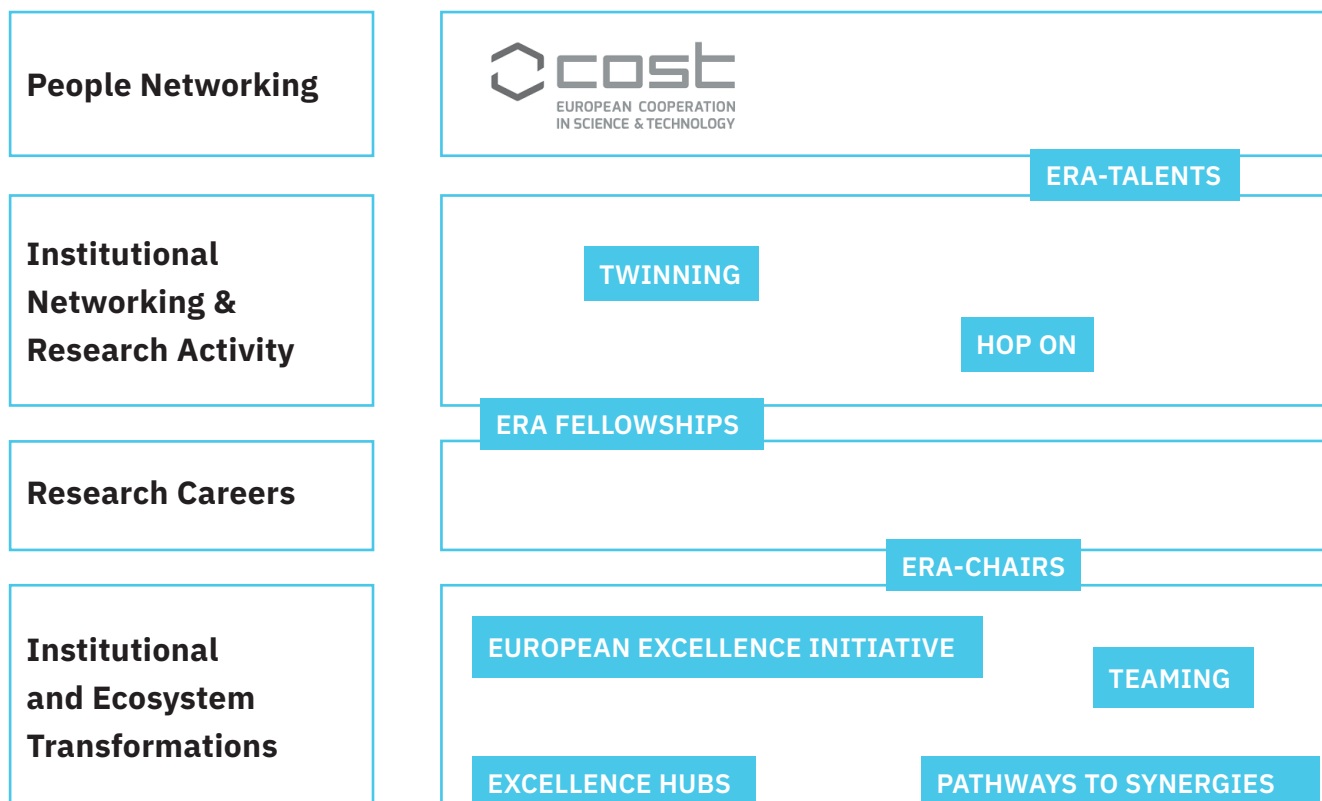 People Networking
cost
EUROPEAN COOPERATION
IN SCIENCE & TECHNOLOGY
ERA-TALENTS
Institutional
Networking &
Research Activity
TWINNING
HOP ON
ERA FELLOWSHIPS
Research Careers
ERA-CHAIRS
Institutional
and Ecosystem
Transformations
EUROPEAN EXCELLENCE INITIATIVE
TEAMING
EXCELLENCE HUBS
PATHWAYS TO SYNERGIES